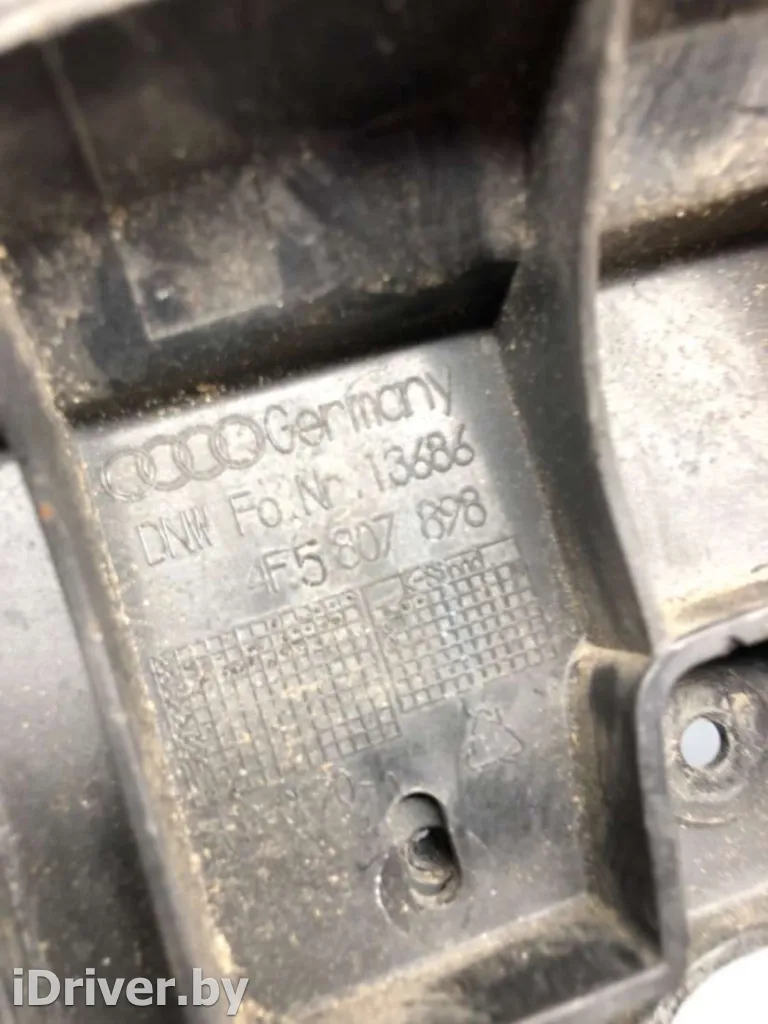 Germany
DNW Fo.Nr. 13686
4F5 807 898
iDriver.by